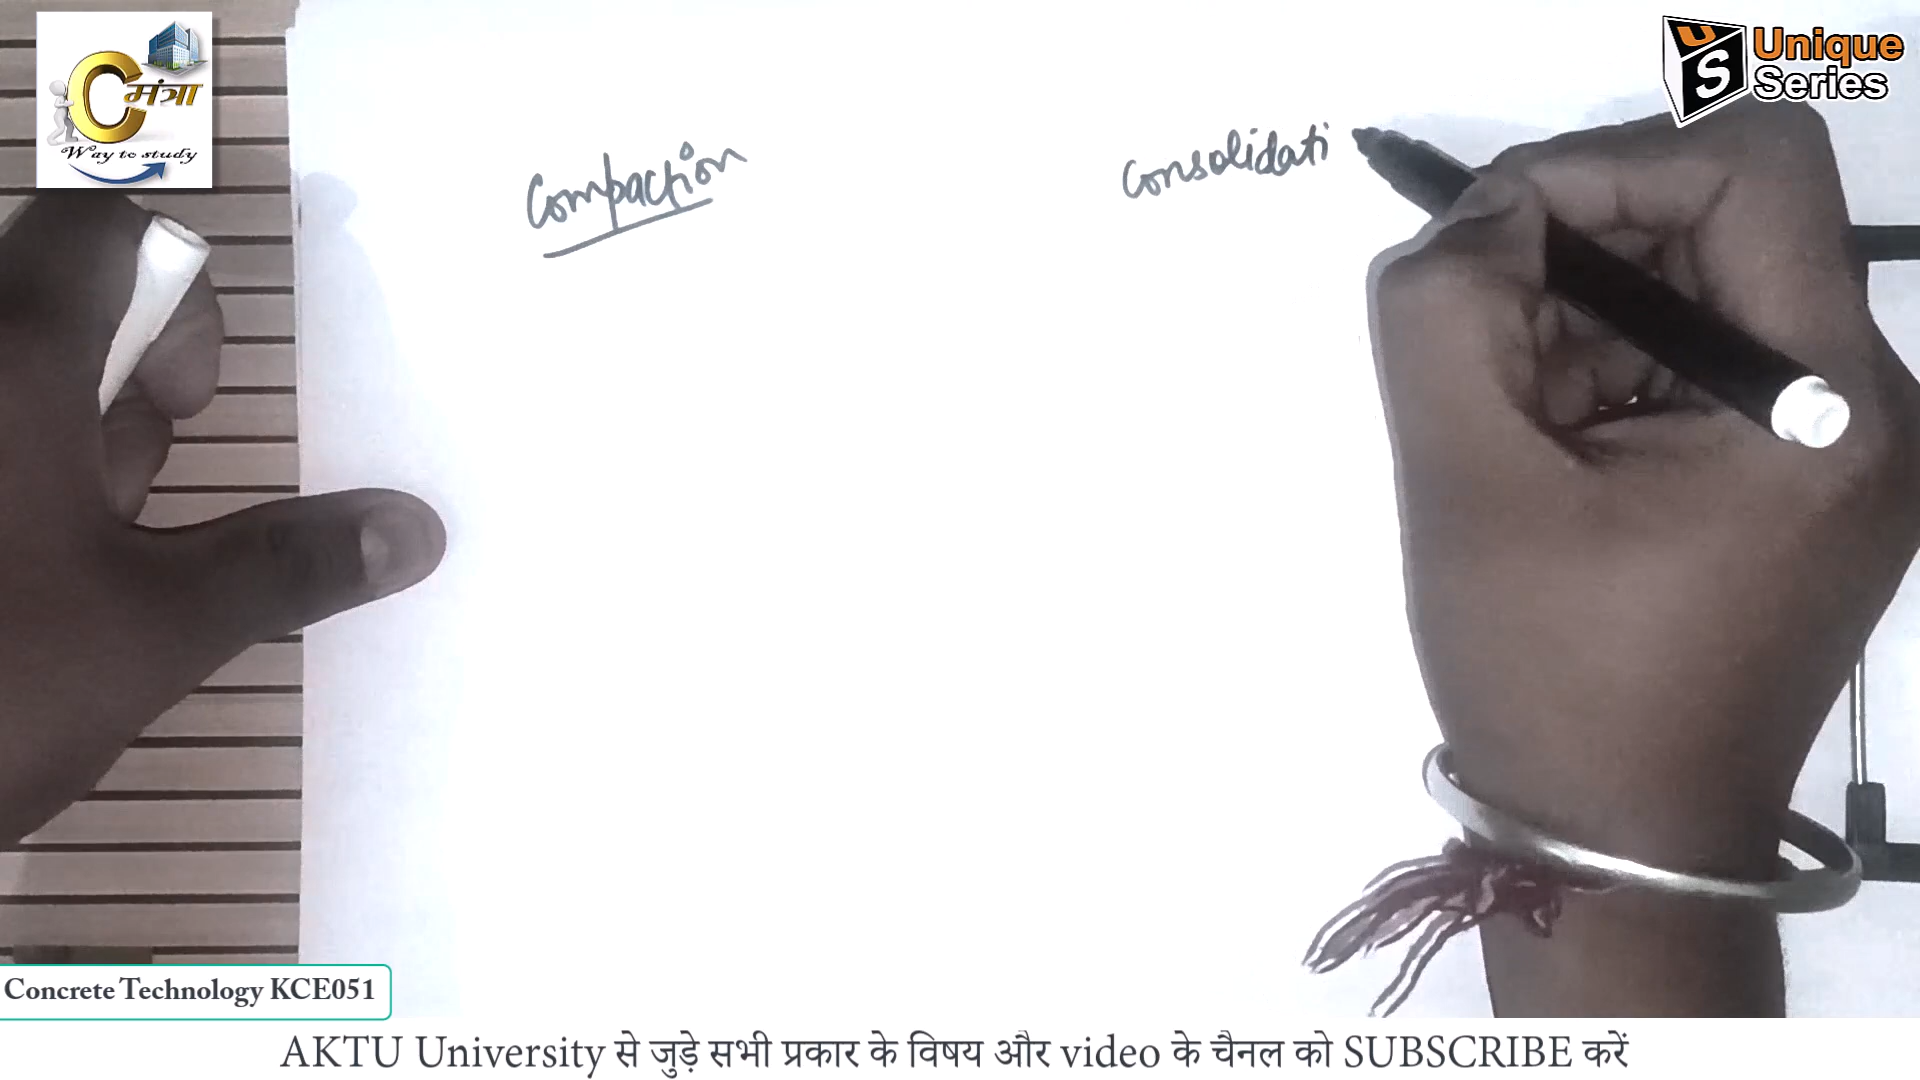 C मंत्रा
Way to study
US
Unique
Series
Compaction
Consolidati
Concrete Technology KCE051
AKTU University से जुड़े सभी प्रकार के विषय और video के चैनल को SUBSCRIBE करें